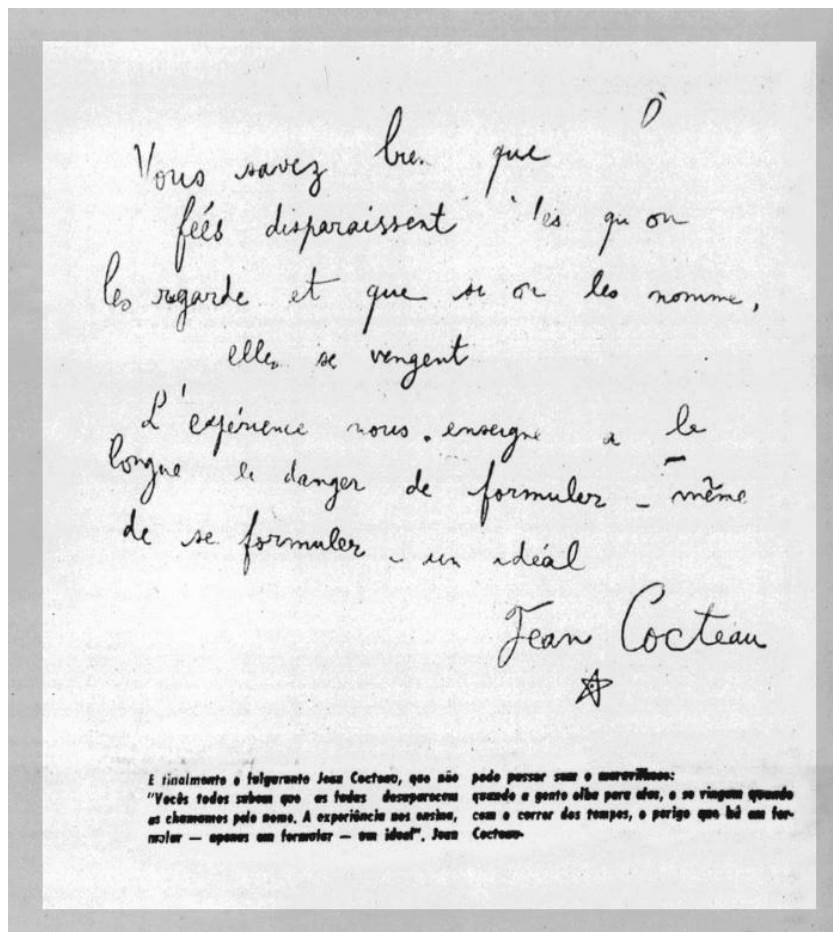 Vous savez bien que
fées disparaissent qu'on
les regarde et que si on les nomme,
elles se vengent
L'expérience nous enseigne a la
longue le danger de formuler – même
de se formuler – un idéal
Jean Cocteau
E finalmente o fulgurante Jean Cocteau, que não pode passar sem o maravilhoso:
"Vocês todos sabem que as fadas desaparecem quando a gente olha para elas, e se vingam quando
as chamamos pelo nome. A experiência nos ensina, com o correr dos tempos, o perigo que há em for-
mular — apenas em formular — um ideal". Jean Cocteau.